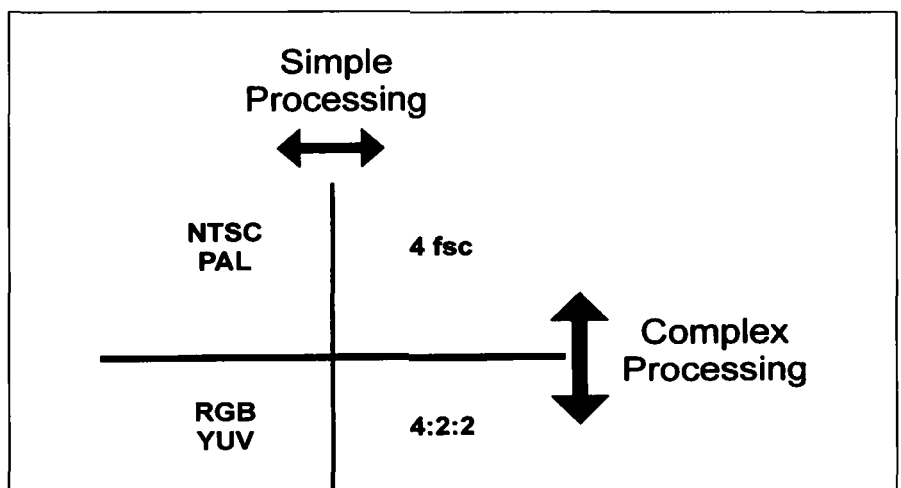 Simple
Processing
NTSC
PAL
4 fsc
Complex
Processing
RGB
YUV
4:2:2